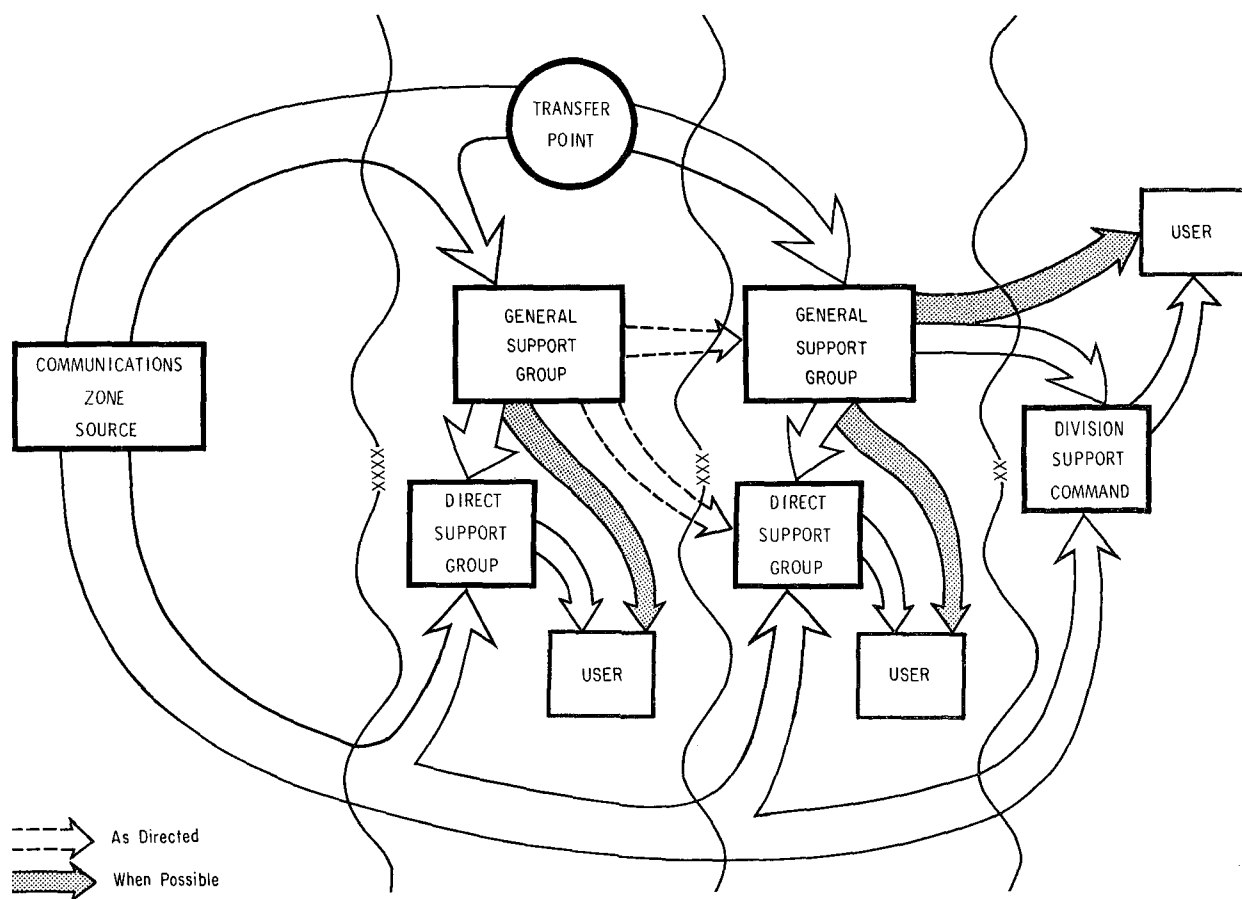 TRANSFER
POINT
USER
GENERAL
SUPPORT
GROUP
GENERAL
SUPPORT
GROUP
COMMUNICATIONS
ZONE
SOURCE
XXXX
XXX
XX
DIVISION
SUPPORT
COMMAND
DIRECT
SUPPORT
GROUP
DIRECT
SUPPORT
GROUP
USER
USER
As Directed
When Possible